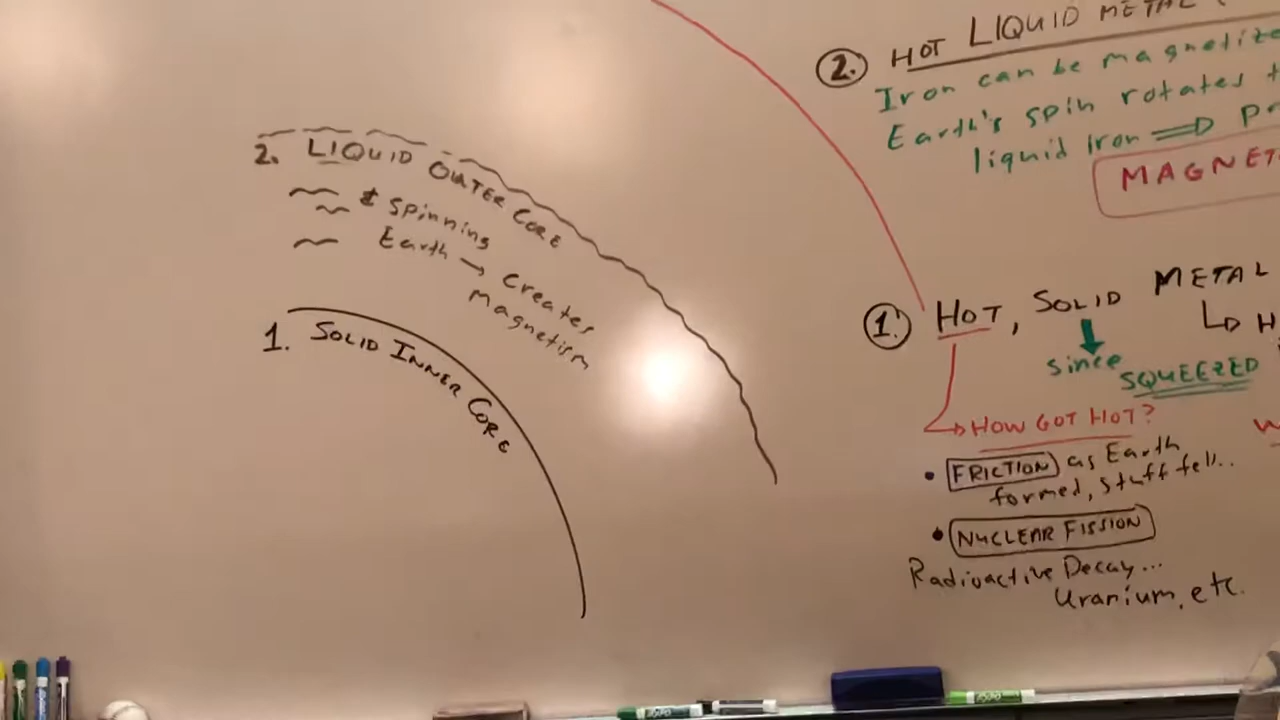 2. LIQUID OUTER CORE
& Spinning
Earth → Creates
magnetism
1. SOLID INNER CORE
2. HOT LIQUID METAL (
Iron can be magnetize
Earth's spin rotates t
liquid iron ⇒ Pr
MAGNET
1. HOT, SOLID METAL
↳ H
since
SQUEEZED
→ HOW GOT HOT?
• FRICTION as Earth
formed, stuff fell..
• NUCLEAR FISSION
Radioactive Decay...
Uranium, etc.